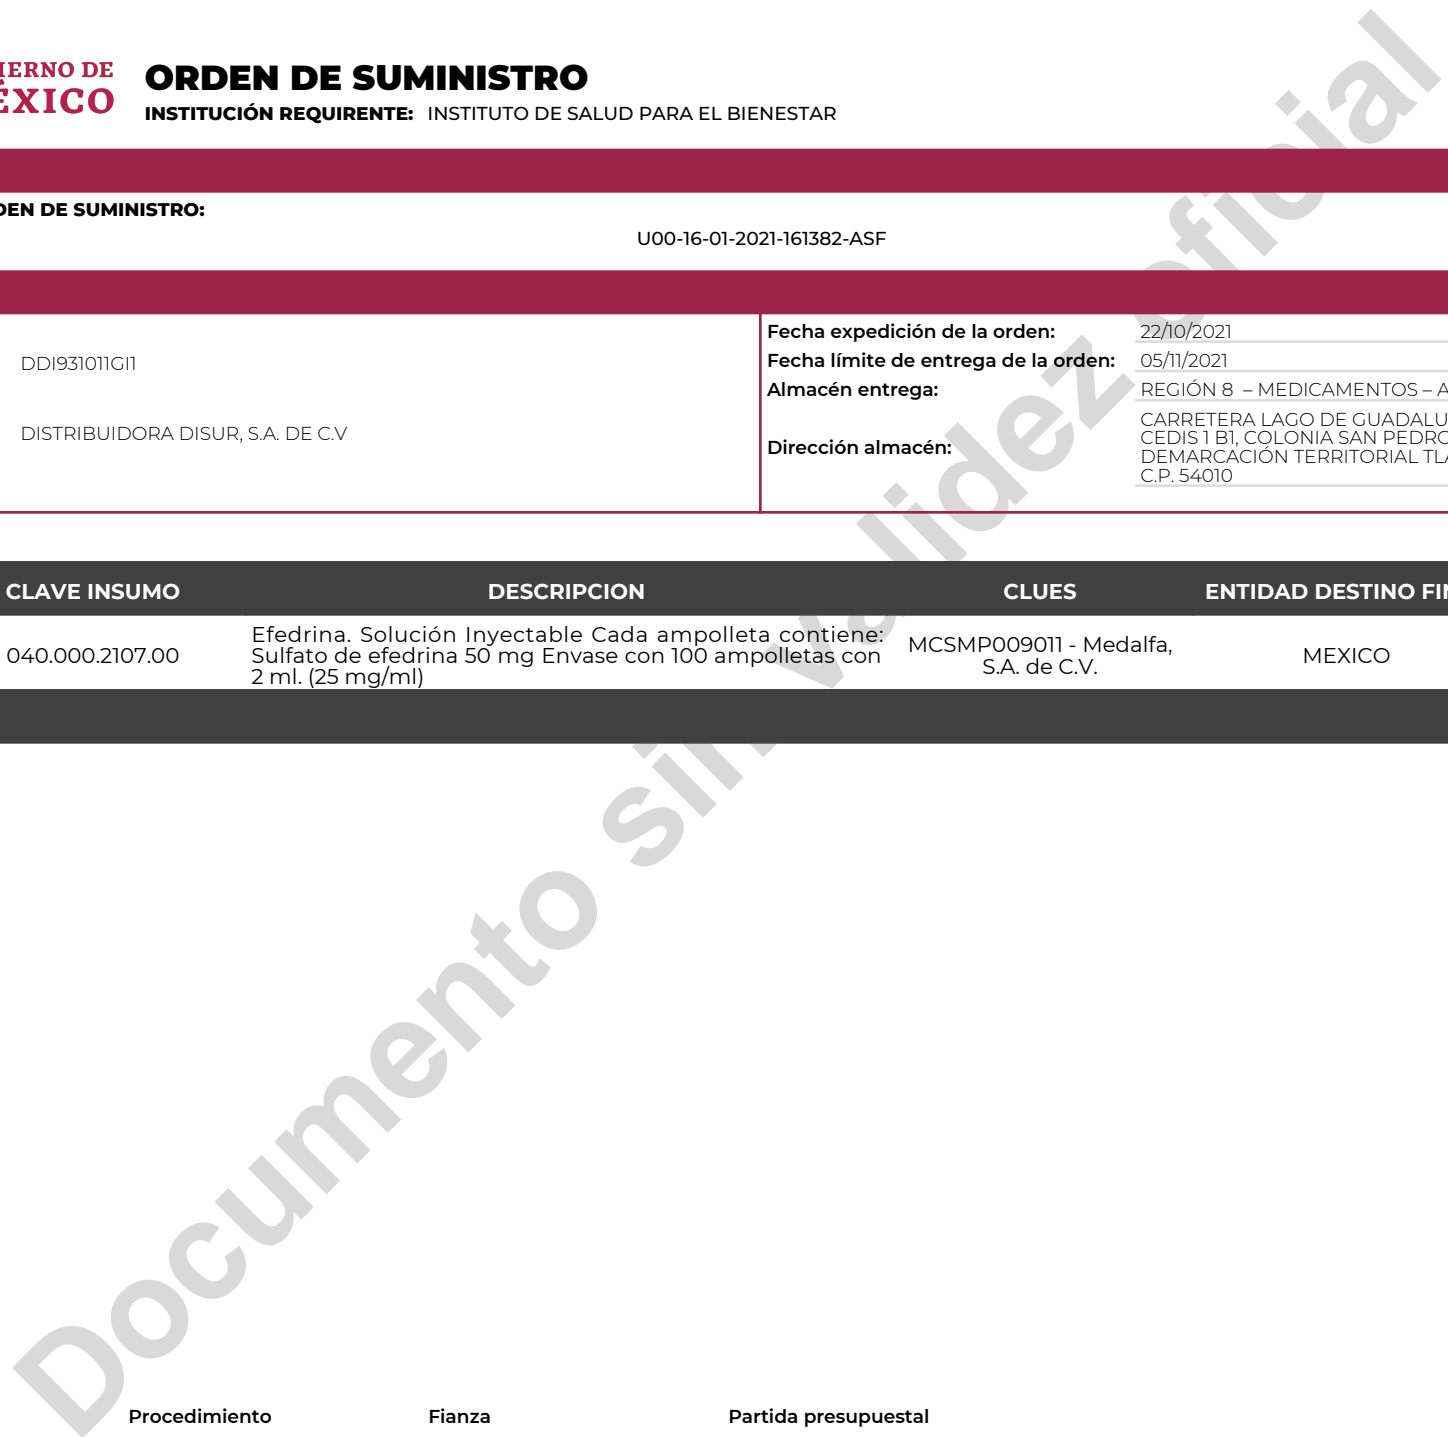 IERNO DE
ÉXICO
ORDEN DE SUMINISTRO
INSTITUCIÓN REQUIRENTE: INSTITUTO DE SALUD PARA EL BIENESTAR
DEN DE SUMINISTRO:
U00-16-01-2021-161382-ASF
DDI931011GI1
DISTRIBUIDORA DISUR, S.A. DE C.V
Fecha expedición de la orden: 22/10/2021
Fecha límite de entrega de la orden: 05/11/2021
Almacén entrega: REGIÓN 8 – MEDICAMENTOS – A
Dirección almacén:
CARRETERA LAGO DE GUADALU
CEDIS 1 B1, COLONIA SAN PEDRO
DEMARCACIÓN TERRITORIAL TLA
C.P. 54010
CLAVE INSUMO DESCRIPCION CLUES ENTIDAD DESTINO FIN
040.000.2107.00
Efedrina. Solución Inyectable Cada ampolleta contiene:
Sulfato de efedrina 50 mg Envase con 100 ampolletas con
2 ml. (25 mg/ml)
MCSMP009011 - Medalfa,
S.A. de C.V.
MEXICO
Documento sin validez oficial
Procedimiento Fianza Partida presupuestal